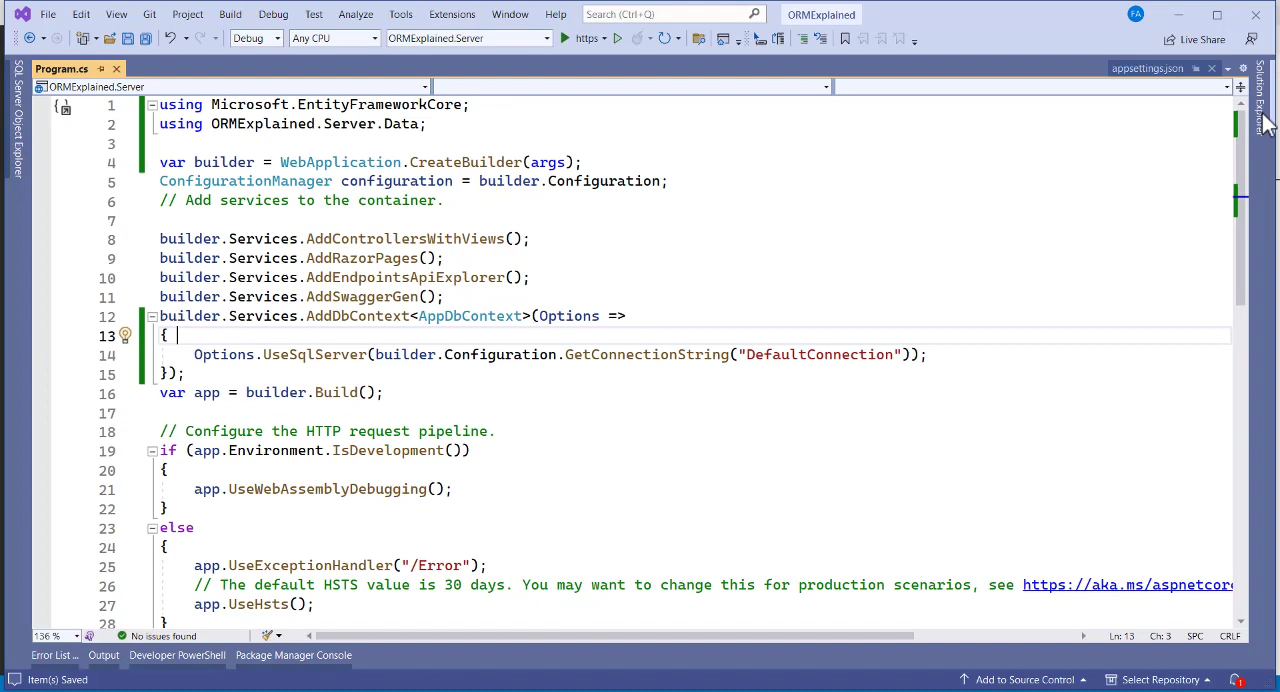 File Edit View Git Project Build Debug Test Analyze Tools Extensions Window Help Search (Ctrl+Q) ORMExplained FA
Debug Any CPU ORMExplained.Server https Live Share
SQL Server Object Explorer
Program.cs appsettings.json
Solution Explorer
ORMExplained.Server
1 using Microsoft.EntityFrameworkCore;
2 using ORMExplained.Server.Data;
3
4 var builder = WebApplication.CreateBuilder(args);
5 ConfigurationManager configuration = builder.Configuration;
6 // Add services to the container.
7
8 builder.Services.AddControllersWithViews();
9 builder.Services.AddRazorPages();
10 builder.Services.AddEndpointsApiExplorer();
11 builder.Services.AddSwaggerGen();
12 builder.Services.AddDbContext<AppDbContext>(Options =>
13 {
14 Options.UseSqlServer(builder.Configuration.GetConnectionString("DefaultConnection"));
15 });
16 var app = builder.Build();
17
18 // Configure the HTTP request pipeline.
19 if (app.Environment.IsDevelopment())
20 {
21 app.UseWebAssemblyDebugging();
22 }
23 else
24 {
25 app.UseExceptionHandler("/Error");
26 // The default HSTS value is 30 days. You may want to change this for production scenarios, see https://aka.ms/aspnetcore
27 app.UseHsts();
28 }
136 % No issues found Ln: 13 Ch: 3 SPC CRLF
Error List ... Output Developer PowerShell Package Manager Console
Item(s) Saved Add to Source Control Select Repository 1